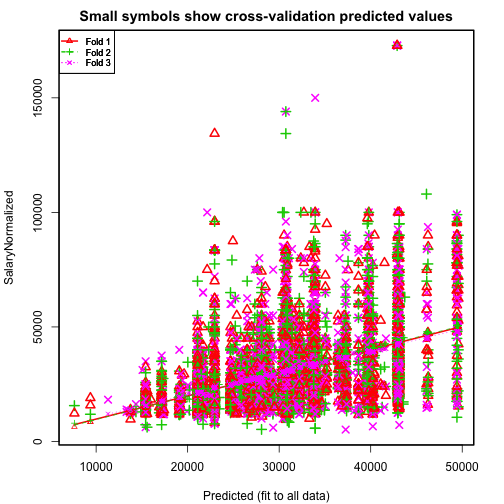 Small symbols show cross-validation predicted values
Fold 1
Fold 2
Fold 3
SalaryNormalized
150000
100000
50000
0
10000 20000 30000 40000 50000
Predicted (fit to all data)